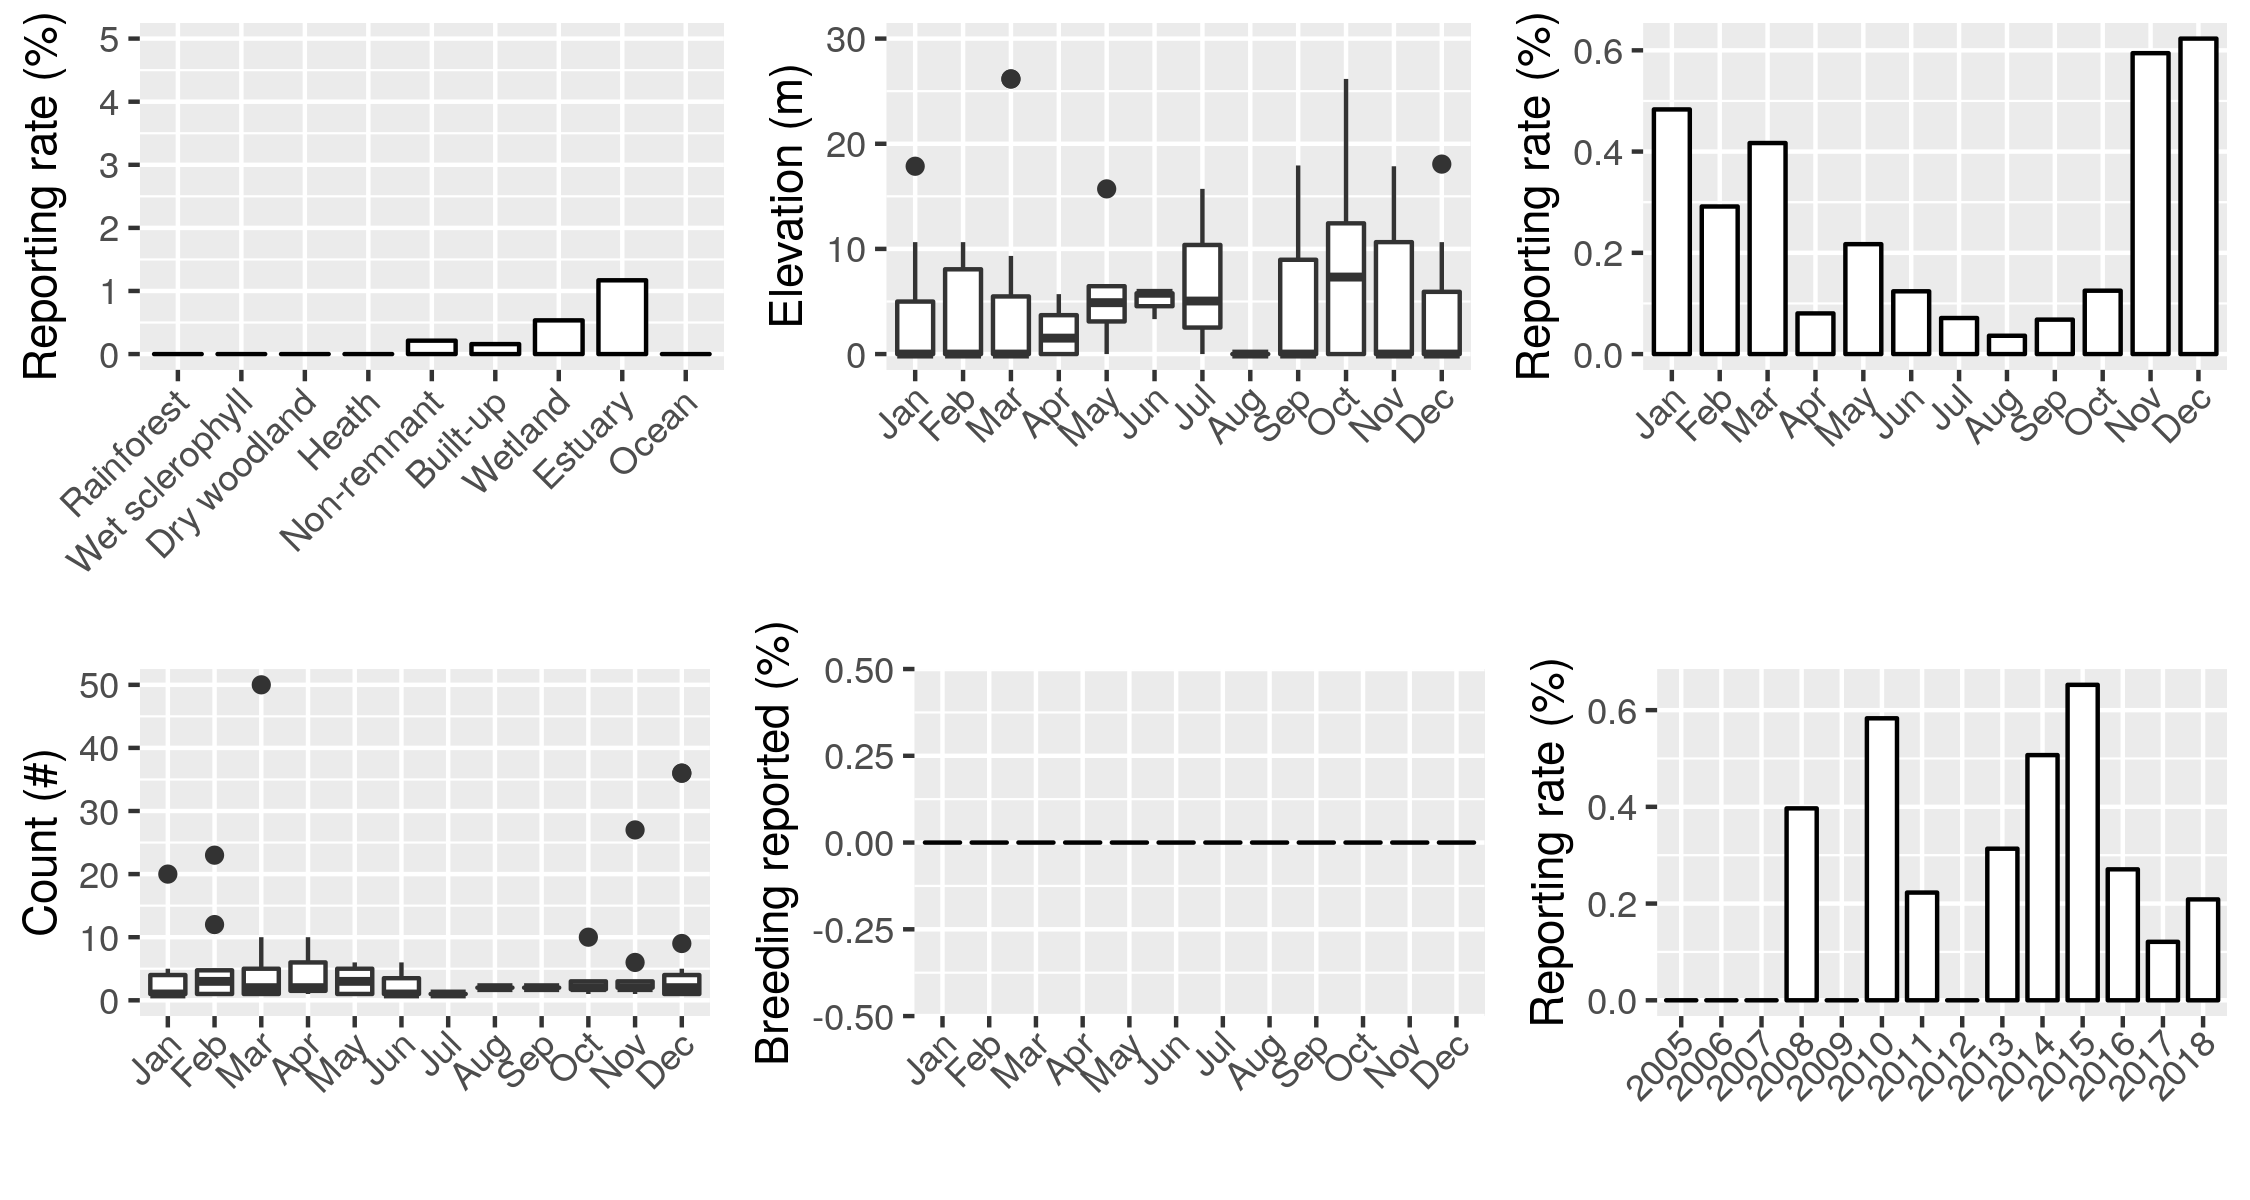 Reporting rate (%)
5
4
3
2
1
0
Rainforest
Wet sclerophyll
Dry woodland
Heath
Non-remnant
Built-up
Wetland
Estuary
Ocean
Elevation (m)
30
20
10
0
Jan
Feb
Mar
Apr
May
Jun
Jul
Aug
Sep
Oct
Nov
Dec
Reporting rate (%)
0.6
0.4
0.2
0.0
Jan
Feb
Mar
Apr
May
Jun
Jul
Aug
Sep
Oct
Nov
Dec
Count (#)
50
40
30
20
10
0
Jan
Feb
Mar
Apr
May
Jun
Jul
Aug
Sep
Oct
Nov
Dec
Breeding reported (%)
0.50
0.25
0.00
-0.25
-0.50
Jan
Feb
Mar
Apr
May
Jun
Jul
Aug
Sep
Oct
Nov
Dec
Reporting rate (%)
0.6
0.4
0.2
0.0
2005
2006
2007
2008
2009
2010
2011
2012
2013
2014
2015
2016
2017
2018